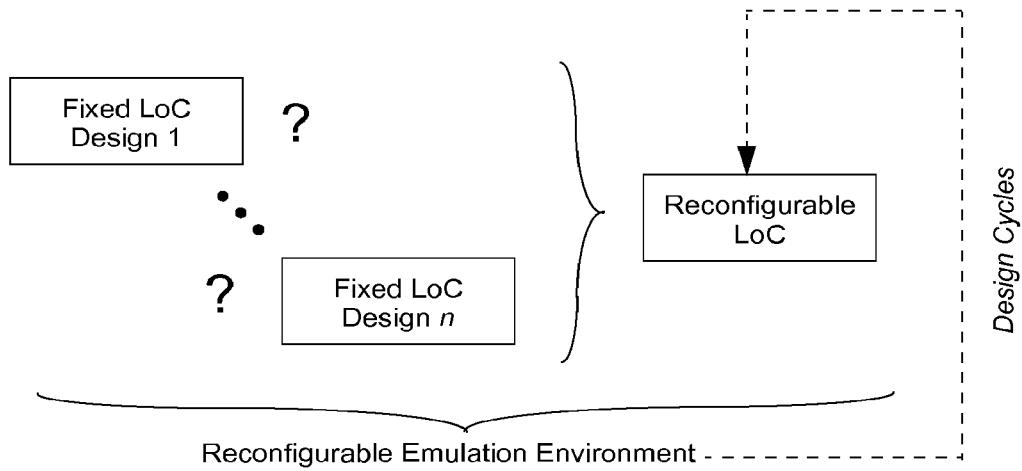 Fixed LoC
Design 1
?
?
Fixed LoC
Design n
Reconfigurable
LoC
Design Cycles
Reconfigurable Emulation Environment